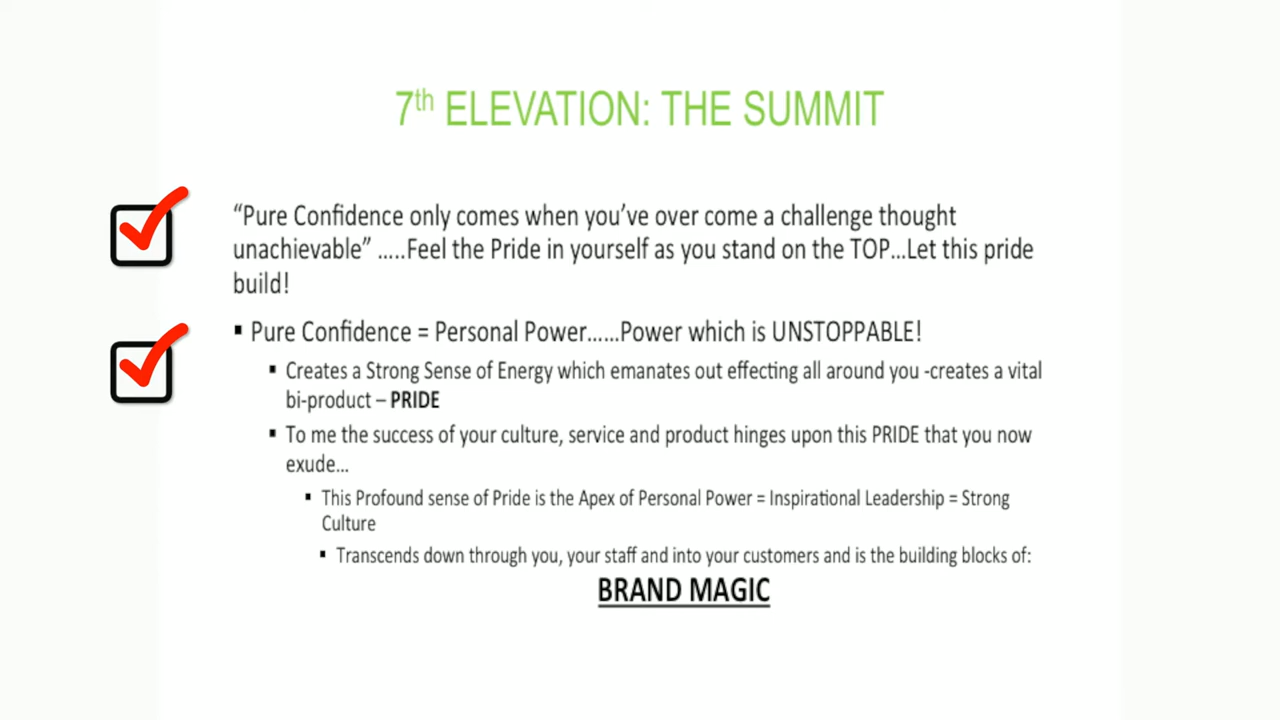 7th ELEVATION: THE SUMMIT
“Pure Confidence only comes when you’ve over come a challenge thought
unachievable” …..Feel the Pride in yourself as you stand on the TOP…Let this pride
build!
▪ Pure Confidence = Personal Power……Power which is UNSTOPPABLE!
▪ Creates a Strong Sense of Energy which emanates out effecting all around you -creates a vital
bi-product – PRIDE
▪ To me the success of your culture, service and product hinges upon this PRIDE that you now
exude…
▪ This Profound sense of Pride is the Apex of Personal Power = Inspirational Leadership = Strong
Culture
▪ Transcends down through you, your staff and into your customers and is the building blocks of:
BRAND MAGIC